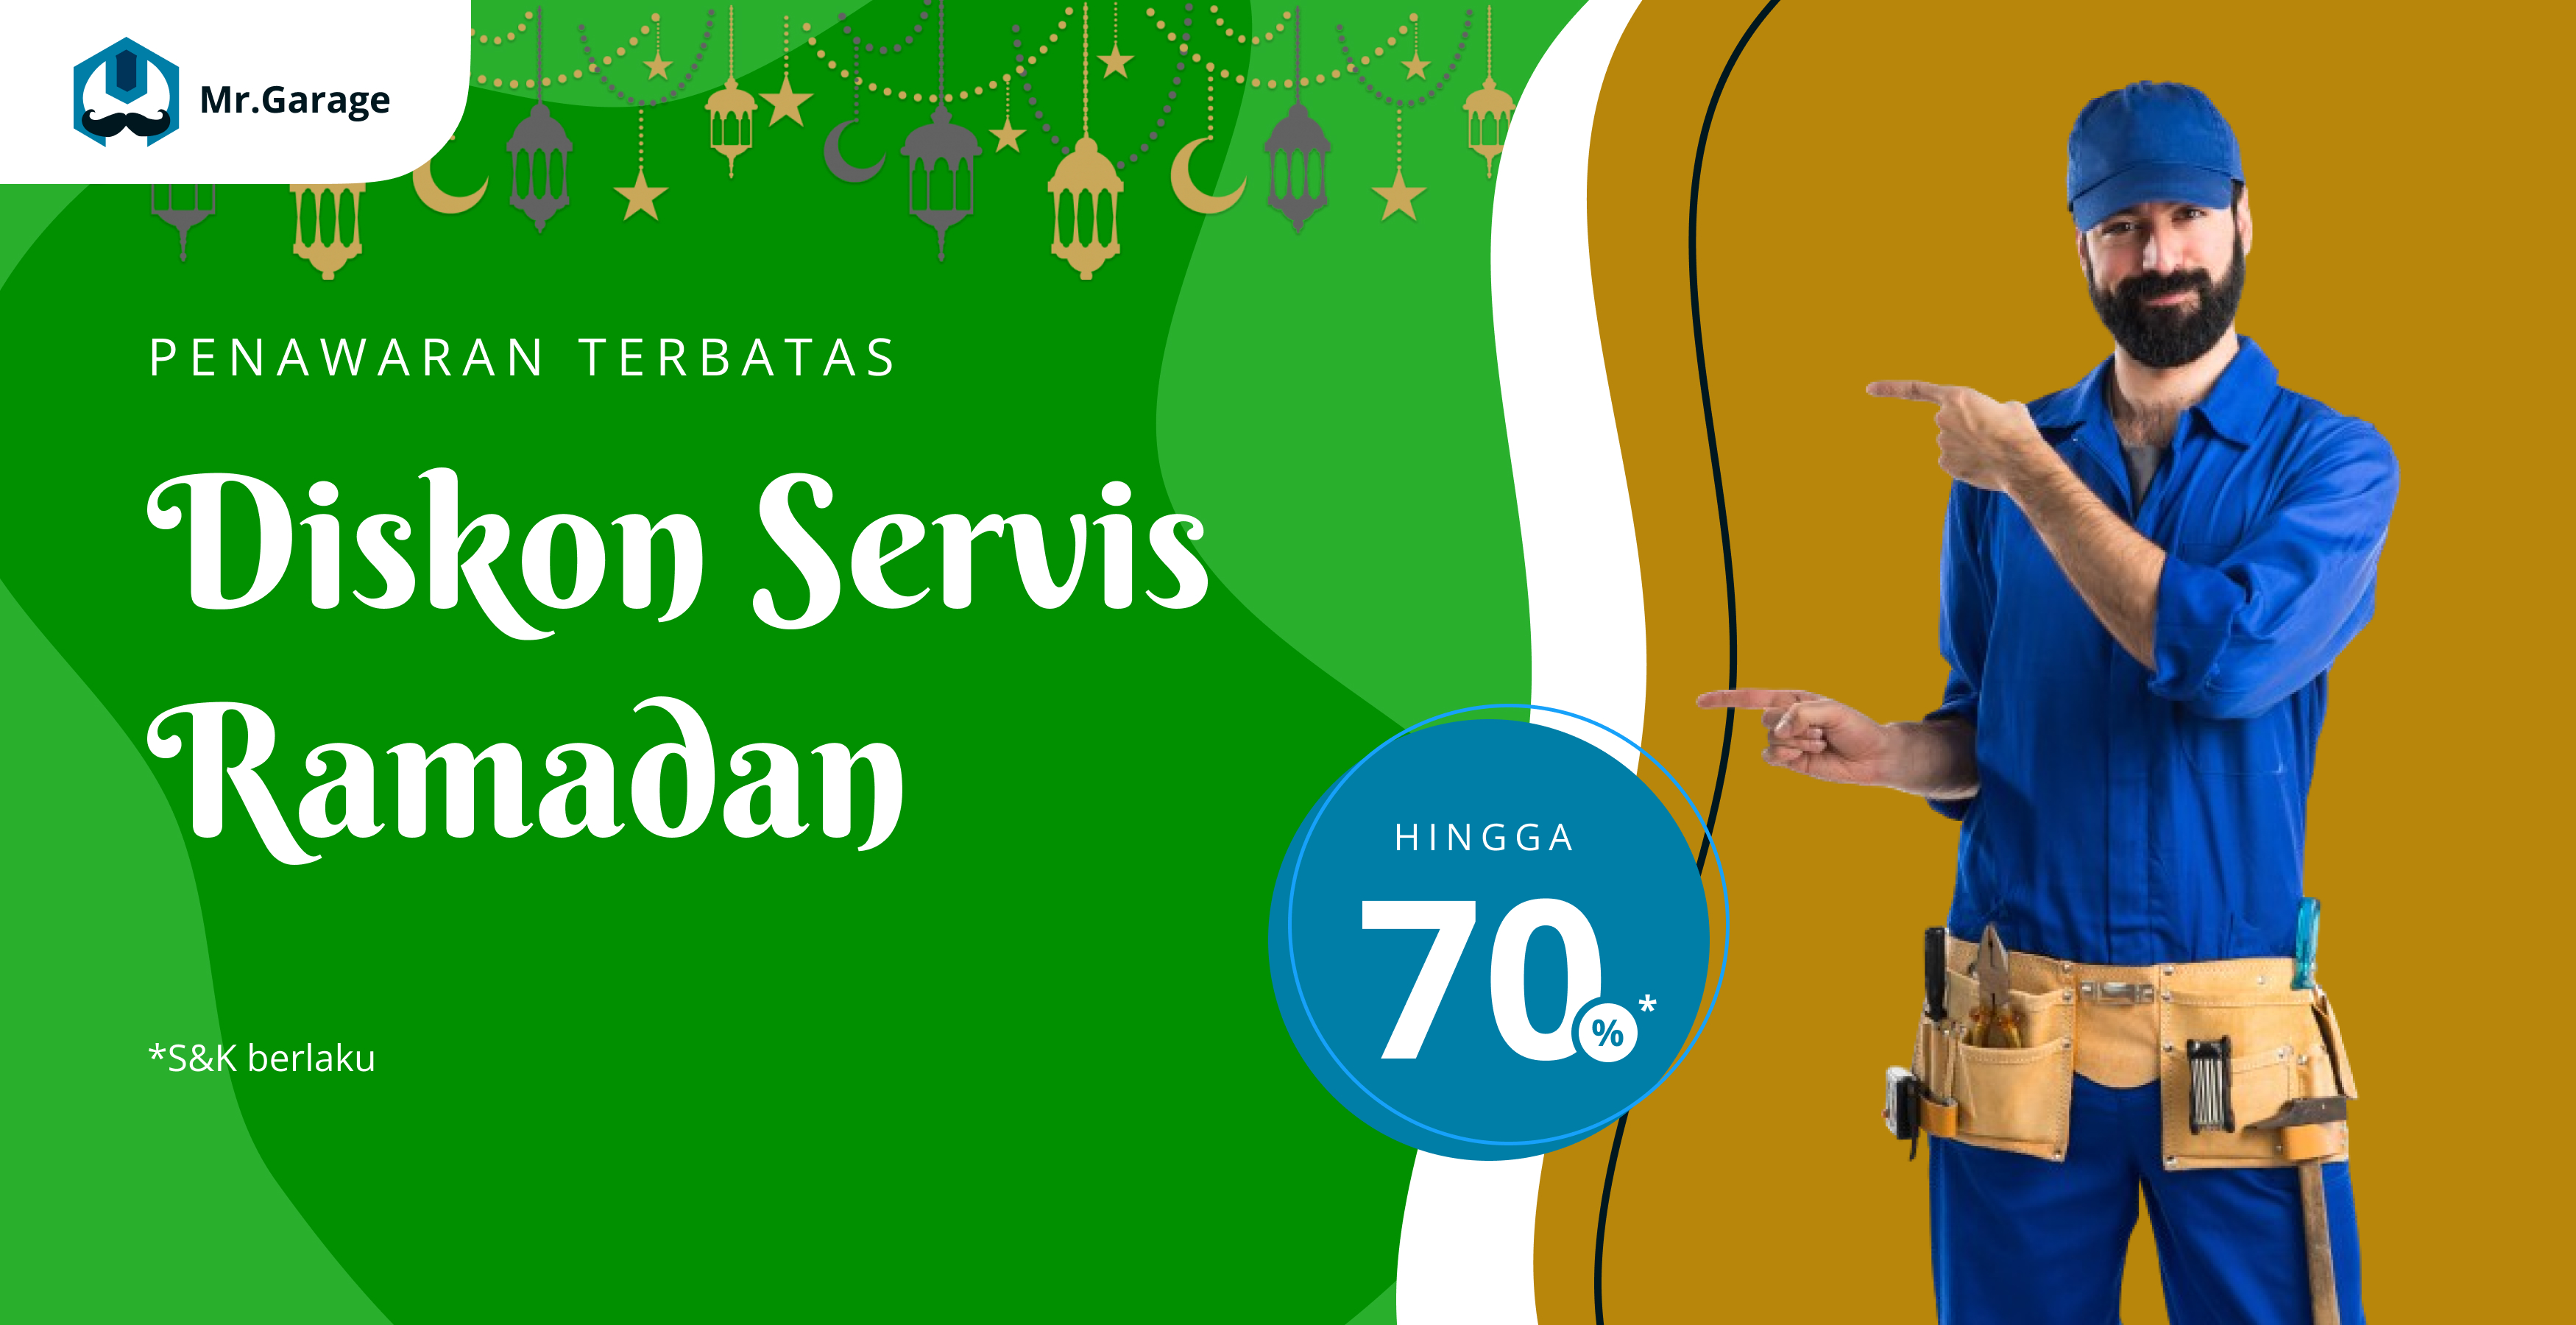 Mr.Garage
PENAWARAN TERBATAS
Diskon Servis
Ramadan
HINGGA
70%*
*S&K berlaku